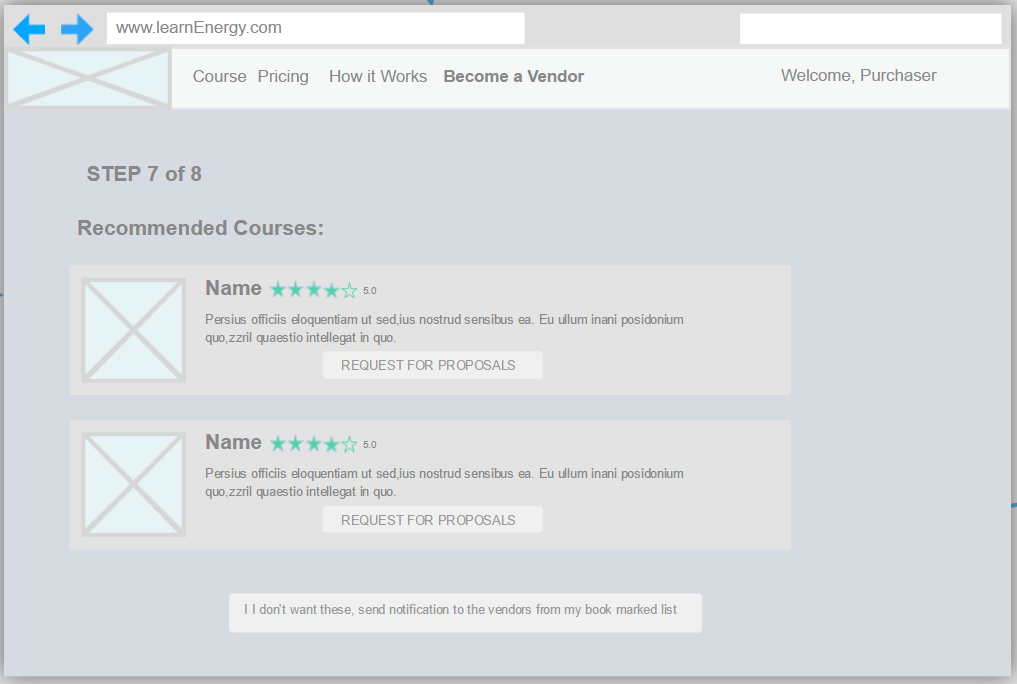 www.learnEnergy.com
Course Pricing How it Works Become a Vendor Welcome, Purchaser
STEP 7 of 8
Recommended Courses:
Name 5.0
Persius officiis eloquentiam ut sed,ius nostrud sensibus ea. Eu ullum inani posidonium
quo,zzril quaestio intellegat in quo.
REQUEST FOR PROPOSALS
Name 5.0
Persius officiis eloquentiam ut sed,ius nostrud sensibus ea. Eu ullum inani posidonium
quo,zzril quaestio intellegat in quo.
REQUEST FOR PROPOSALS
I I don't want these, send notification to the vendors from my book marked list